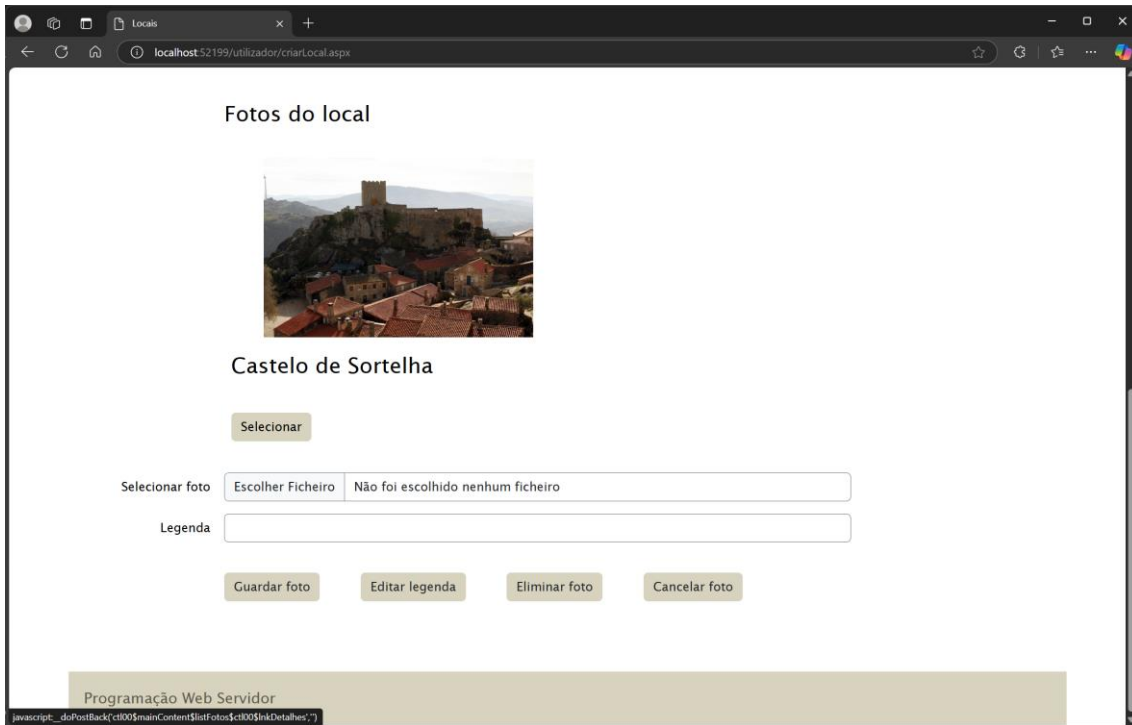 Locais
localhost:52199/utilizador/criarLocal.aspx
Fotos do local
Castelo de Sortelha
Selecionar
Selecionar foto Escolher Ficheiro Não foi escolhido nenhum ficheiro
Legenda
Guardar foto Editar legenda Eliminar foto Cancelar foto
Programação Web Servidor
javascript:__doPostBack('ctl00$mainContent$listFotos$ctl00$lnkDetalhes','')